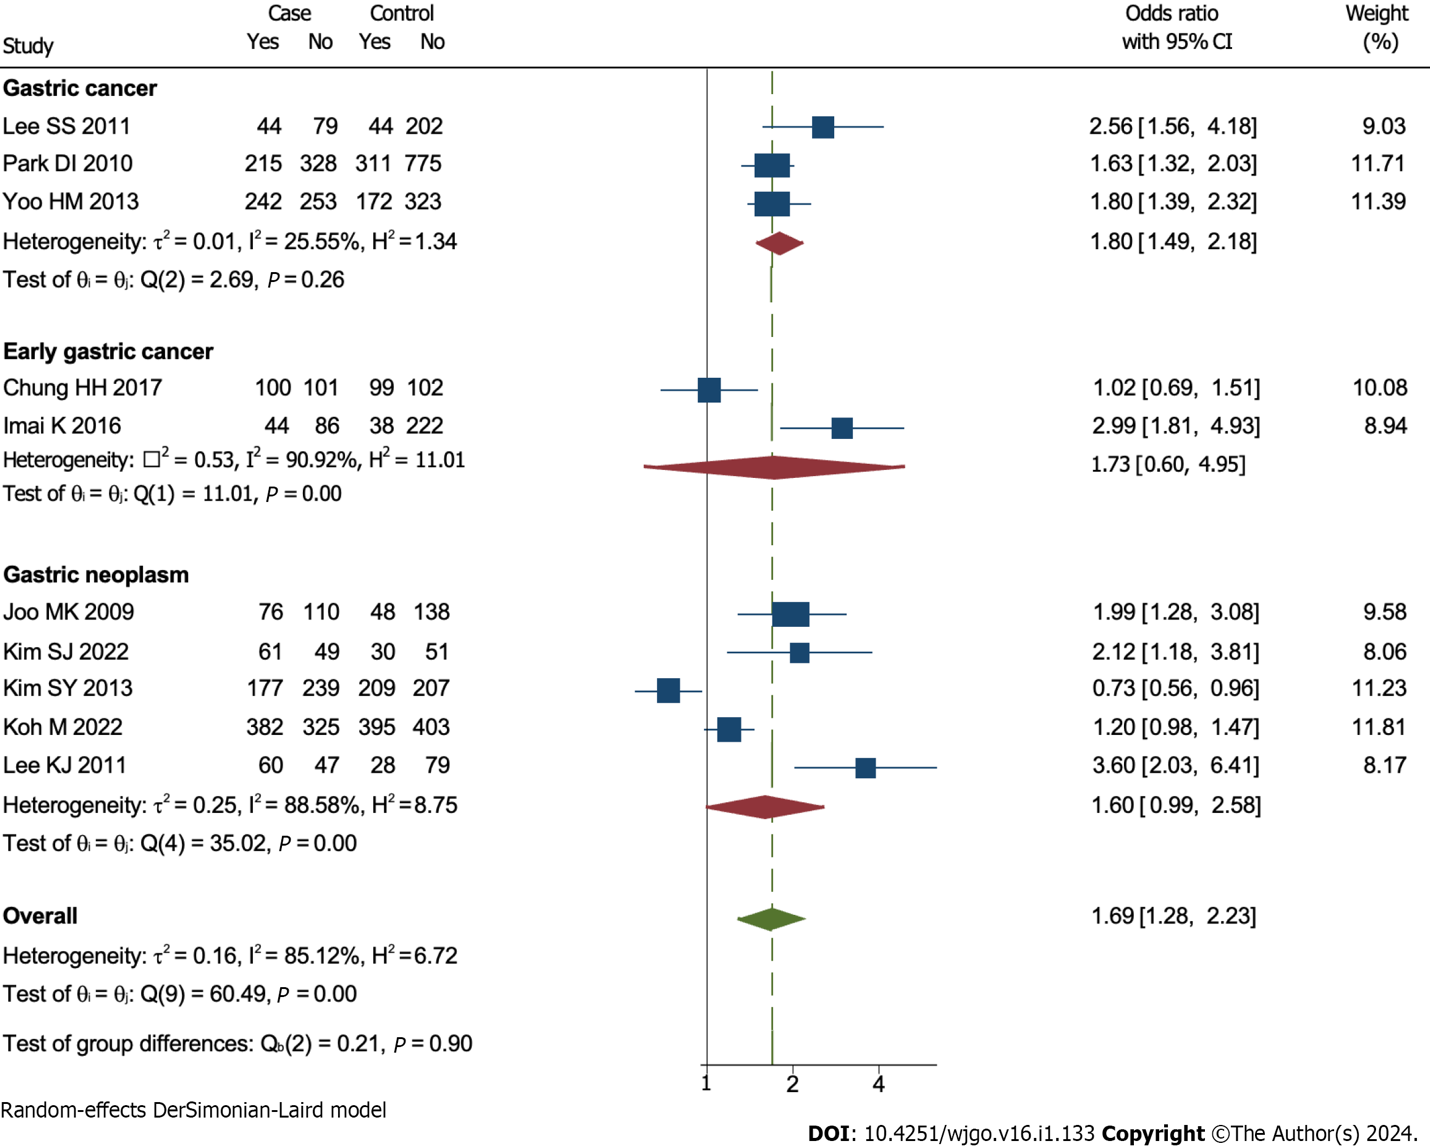 Case Control Odds ratio Weight
Study Yes No Yes No with 95% CI (%)
Gastric cancer
Lee SS 2011 44 79 44 202 2.56 [1.56, 4.18] 9.03
Park DI 2010 215 328 311 775 1.63 [1.32, 2.03] 11.71
Yoo HM 2013 242 253 172 323 1.80 [1.39, 2.32] 11.39
Heterogeneity: τ² = 0.01, I² = 25.55%, H² = 1.34 1.80 [1.49, 2.18]
Test of θᵢ = θⱼ: Q(2) = 2.69, P = 0.26
Early gastric cancer
Chung HH 2017 100 101 99 102 1.02 [0.69, 1.51] 10.08
Imai K 2016 44 86 38 222 2.99 [1.81, 4.93] 8.94
Heterogeneity: □² = 0.53, I² = 90.92%, H² = 11.01 1.73 [0.60, 4.95]
Test of θᵢ = θⱼ: Q(1) = 11.01, P = 0.00
Gastric neoplasm
Joo MK 2009 76 110 48 138 1.99 [1.28, 3.08] 9.58
Kim SJ 2022 61 49 30 51 2.12 [1.18, 3.81] 8.06
Kim SY 2013 177 239 209 207 0.73 [0.56, 0.96] 11.23
Koh M 2022 382 325 395 403 1.20 [0.98, 1.47] 11.81
Lee KJ 2011 60 47 28 79 3.60 [2.03, 6.41] 8.17
Heterogeneity: τ² = 0.25, I² = 88.58%, H² = 8.75 1.60 [0.99, 2.58]
Test of θᵢ = θⱼ: Q(4) = 35.02, P = 0.00
Overall 1.69 [1.28, 2.23]
Heterogeneity: τ² = 0.16, I² = 85.12%, H² = 6.72
Test of θᵢ = θⱼ: Q(9) = 60.49, P = 0.00
Test of group differences: Q_b(2) = 0.21, P = 0.90
1 2 4
Random-effects DerSimonian-Laird model
DOI: 10.4251/wjgo.v16.i1.133 Copyright ©The Author(s) 2024.